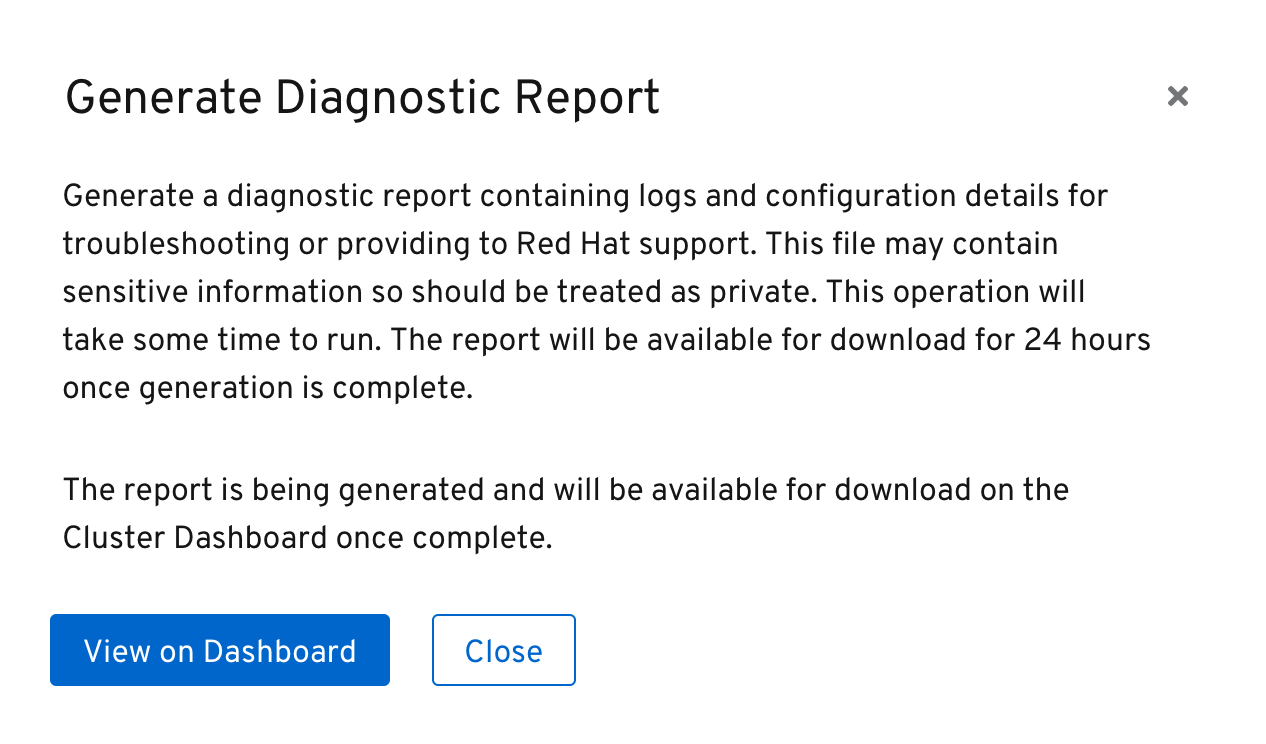 Generate Diagnostic Report
Generate a diagnostic report containing logs and configuration details for
troubleshooting or providing to Red Hat support. This file may contain
sensitive information so should be treated as private. This operation will
take some time to run. The report will be available for download for 24 hours
once generation is complete.
The report is being generated and will be available for download on the
Cluster Dashboard once complete.
View on Dashboard
Close